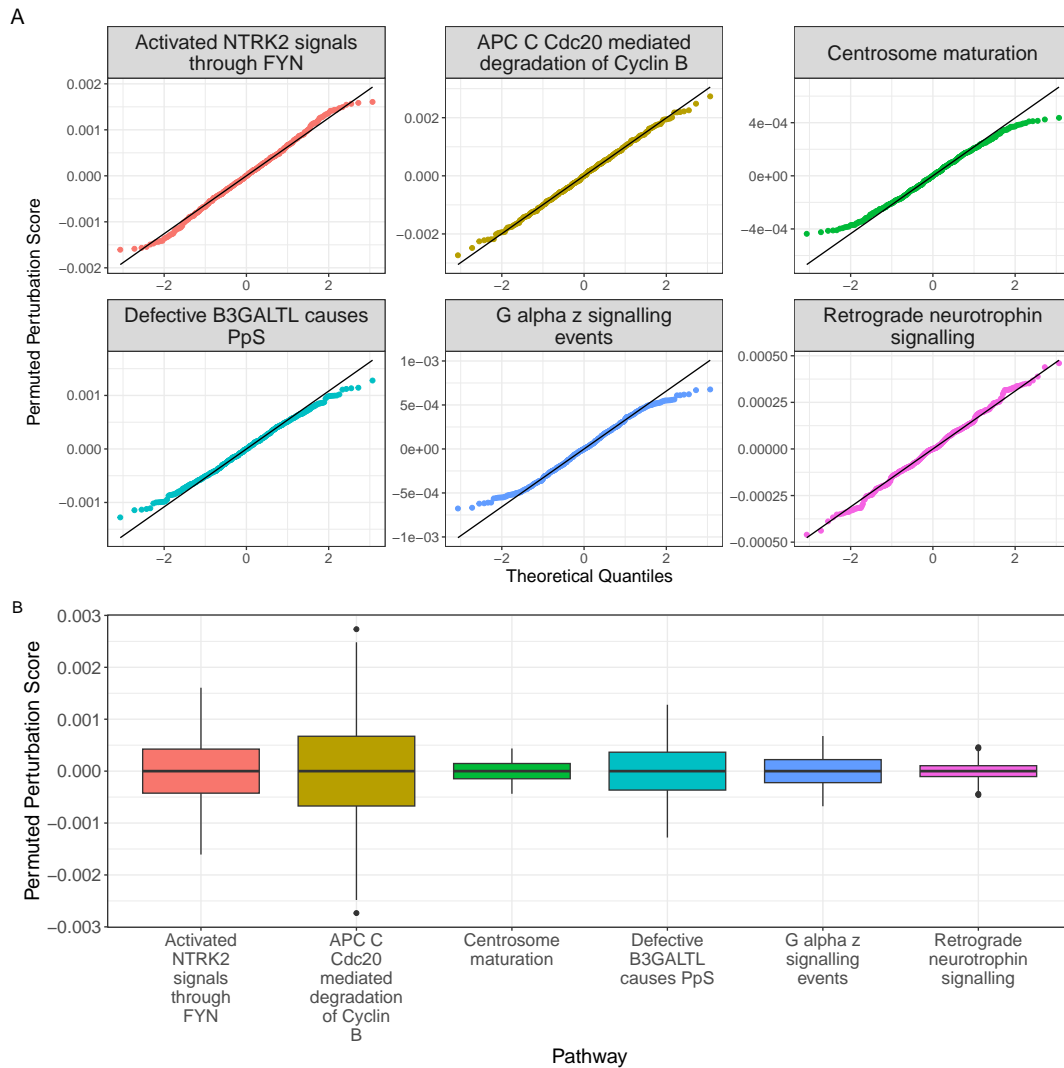 A
Activated NTRK2 signals
through FYN
APC C Cdc20 mediated
degradation of Cyclin B
Centrosome maturation
0.002
0.001
0.000
−0.001
−0.002
−2
0
2
0.002
0.000
−0.002
−2
0
2
4e−04
0e+00
−4e−04
−2
0
2
Permuted Perturbation Score
Defective B3GALTL causes
PpS
G alpha z signalling
events
Retrograde neurotrophin
signalling
0.001
0.000
−0.001
−2
0
2
1e−03
5e−04
0e+00
−5e−04
−1e−03
−2
0
2
0.00050
0.00025
0.00000
−0.00025
−0.00050
−2
0
2
Theoretical Quantiles
B
Permuted Perturbation Score
0.003
0.002
0.001
0.000
−0.001
−0.002
−0.003
Activated
NTRK2
signals
through
FYN
APC C
Cdc20
mediated
degradation
of Cyclin
B
Centrosome
maturation
Defective
B3GALTL
causes PpS
G alpha z
signalling
events
Retrograde
neurotrophin
signalling
Pathway